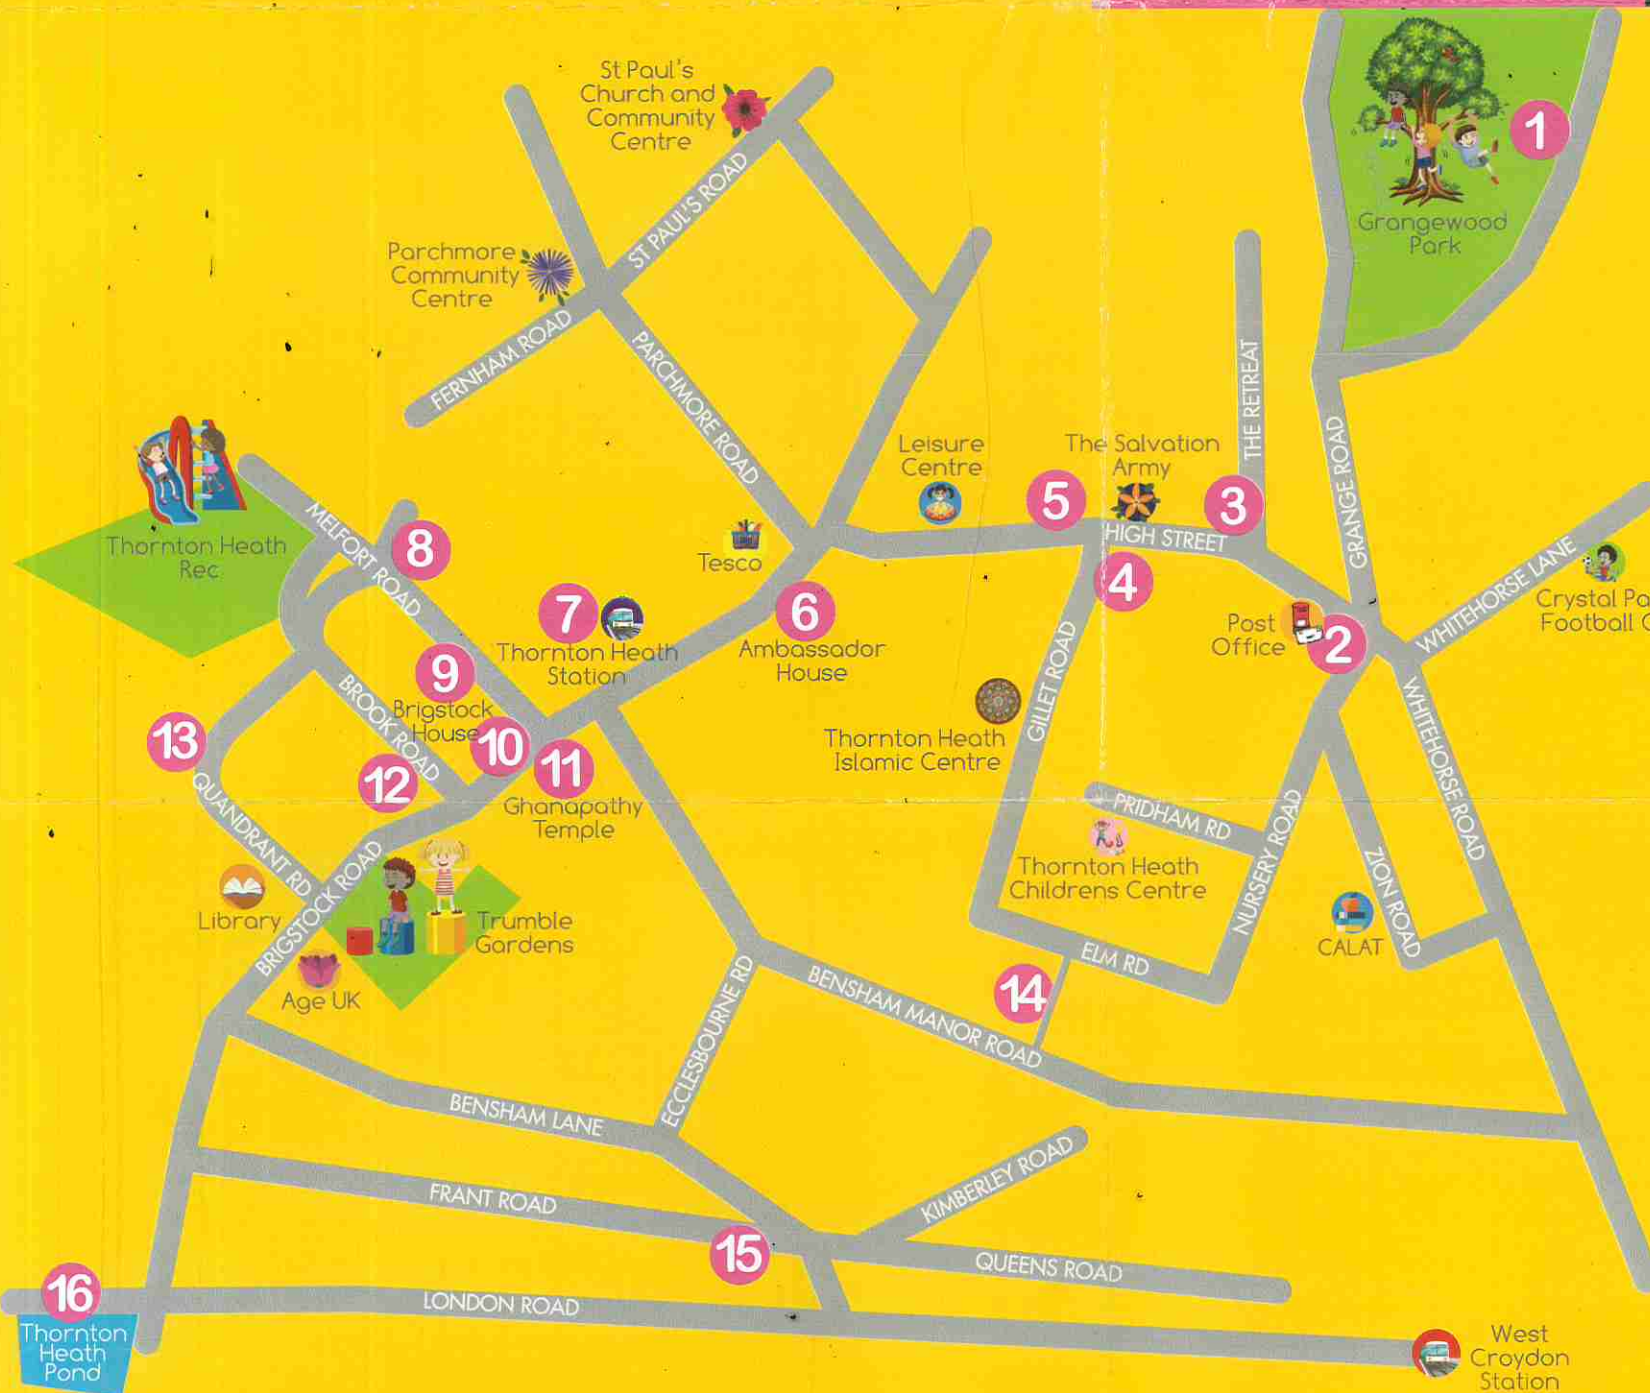 St Paul's
Church and
Community
Centre
1
Grangewood
Park
ST PAUL'S ROAD
Parchmore
Community
Centre
FERNHAM ROAD
PARCHMORE ROAD
THE RETREAT
GRANGE ROAD
Leisure
Centre
The Salvation
Army
5
3
HIGH STREET
4
Thornton Heath
Rec
MELFORT ROAD
8
Tesco
WHITEHORSE LANE
Crystal Pa
Football C
7
Thornton Heath
Station
6
Ambassador
House
Post
Office
2
GILLET ROAD
9
Brigstock
House
BROOK ROAD
10
11
Ghanapathy
Temple
12
13
QUANDRANT RD
Thornton Heath
Islamic Centre
WHITEHORSE ROAD
PRIDHAM RD
Thornton Heath
Childrens Centre
NURSERY ROAD
ZION ROAD
CALAT
Library
BRIGSTOCK ROAD
Trumble
Gardens
Age UK
ELM RD
14
ECCLESBOURNE RD
BENSHAM MANOR ROAD
BENSHAM LANE
KIMBERLEY ROAD
FRANT ROAD
15
QUEENS ROAD
16
LONDON ROAD
Thornton
Heath
Pond
West
Croydon
Station